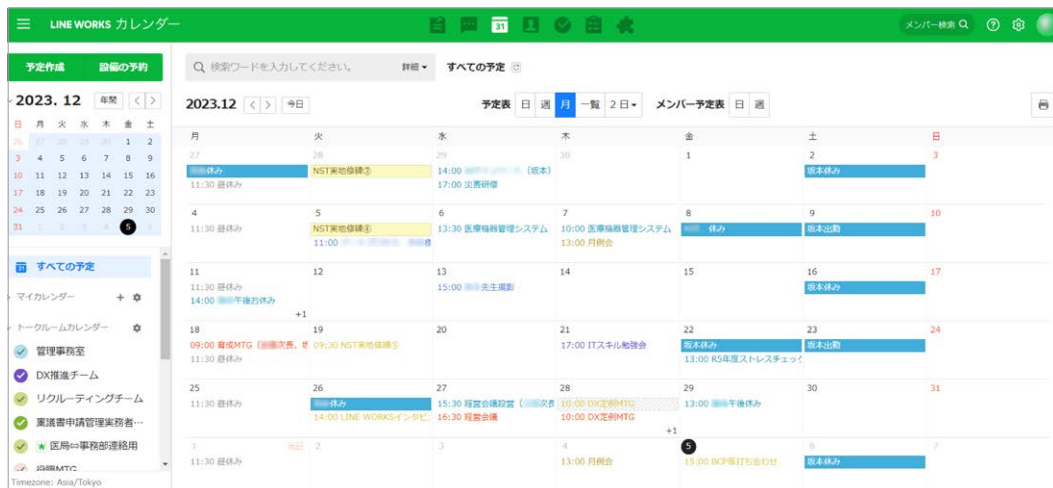 LINE WORKS カレンダー
31
メンバー検索
予定作成 設備の予約
検索ワードを入力してください。 詳細 すべての予定
2023. 12 年間 < >
2023.12 < > 今日 予定表 日 週 月 一覧 2日 メンバー予定表 日 週
日 月 火 水 木 金 土
26 27 28 29 30 1 2
3 4 5 6 7 8 9
10 11 12 13 14 15 16
17 18 19 20 21 22 23
24 25 26 27 28 29 30
31 1 2 3 4 5 6
すべての予定
マイカレンダー +
トークルームカレンダー
管理事務室
DX推進チーム
リクルーティングチーム
稟議書申請管理実務者…
医局⇔事務部連絡用
役職MTG
Timezone: Asia/Tokyo
月 火 水 木 金 土 日
27 28 29 30 1 2 3
休み NST実地修練③ 14:00 (坂本) 坂本休み
11:30 昼休み 17:00 災害研修
4 5 6 7 8 9 10
11:30 昼休み NST実地修練④ 13:30 医療機器管理システム 10:00 医療機器管理システム 休み 坂本出勤
11:00 13:00 月例会
11 12 13 14 15 16 17
11:30 昼休み 15:00 先生撮影 坂本休み
14:00 午後お休み
+1
18 19 20 21 22 23 24
09:00 育成MTG ( 次長、 09:30 NST実地修練⑤ 17:00 ITスキル勉強会 坂本休み 坂本出勤
11:30 昼休み 13:00 R5年度ストレスチェック
25 26 27 28 29 30 31
11:30 昼休み 休み 15:30 経営会議設営 ( 次長 10:00 DX定例MTG 13:00 午後休み
14:00 LINE WORKSインタビ 16:30 経営会議 10:00 DX定例MTG
+1
1 元日 2 3 4 5 6 7
11:30 昼休み 13:00 月例会 15:00 BCP等打ち合わせ 坂本休み